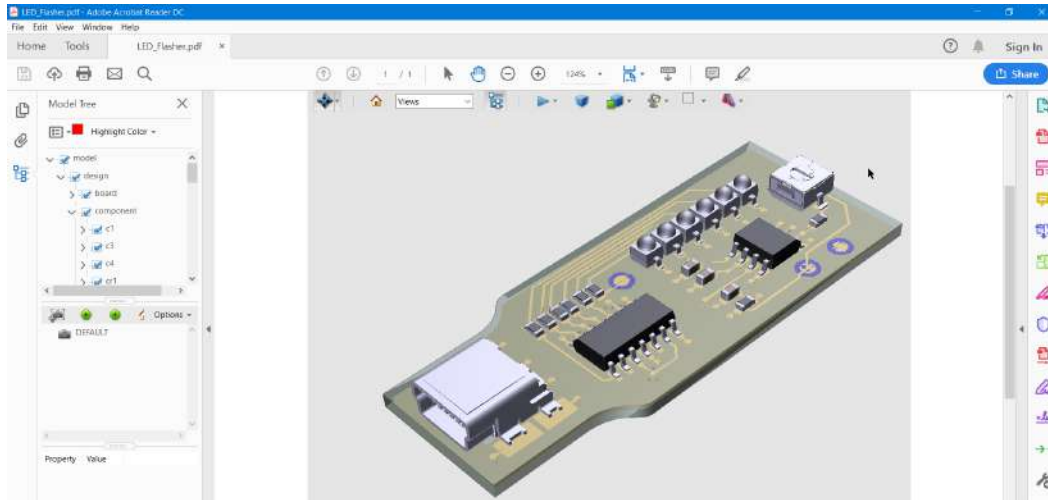 LED_Flasher.pdf - Adobe Acrobat Reader DC
File Edit View Window Help
Home Tools LED_Flasher.pdf × Sign In
1 / 1 124% Share
Model Tree ×
Views
Highlight Color
model
design
board
component
c1
c3
c4
cr1
Options
DEFAULT
Property Value